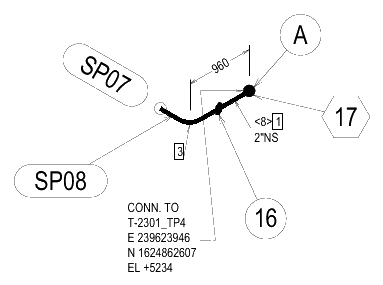 A
960
SP07
17
<8> 1
2"NS
3
SP08
16
CONN. TO
T-2301_TP4
E 239623946
N 1624862607
EL +5234